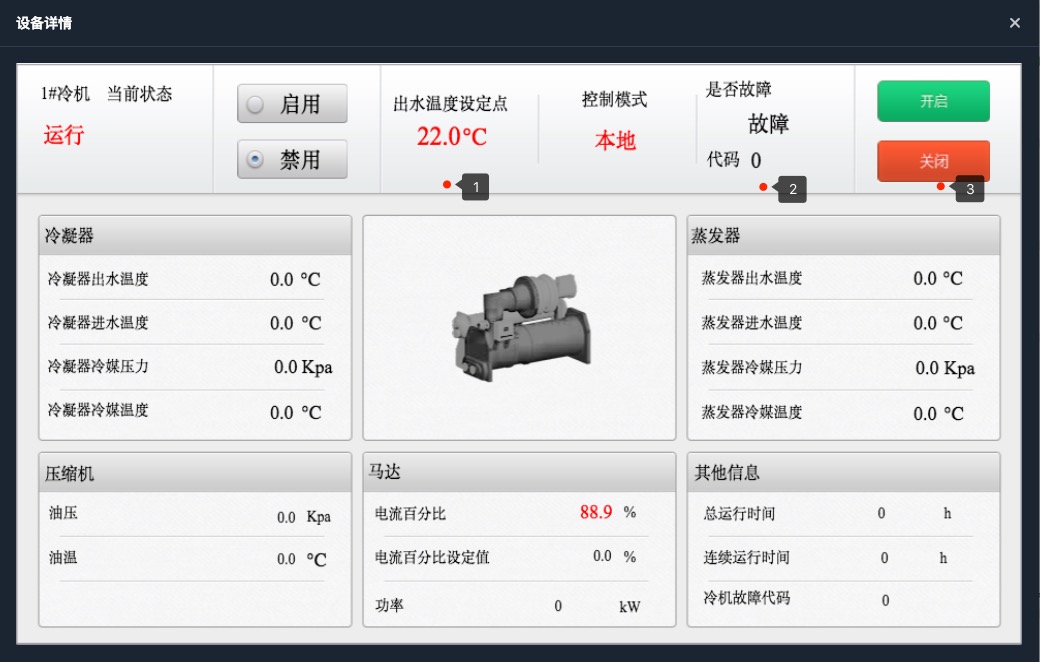 设备详情
1#冷机 当前状态
运行
启用
禁用
出水温度设定点
22.0°C
控制模式
本地
是否故障
故障
代码 0
开启
关闭
1
2
3
冷凝器
冷凝器出水温度 0.0 °C
冷凝器进水温度 0.0 °C
冷凝器冷媒压力 0.0 Kpa
冷凝器冷媒温度 0.0 °C
蒸发器
蒸发器出水温度 0.0 °C
蒸发器进水温度 0.0 °C
蒸发器冷媒压力 0.0 Kpa
蒸发器冷媒温度 0.0 °C
压缩机
油压 0.0 Kpa
油温 0.0 °C
马达
电流百分比 88.9 %
电流百分比设定值 0.0 %
功率 0 kW
其他信息
总运行时间 0 h
连续运行时间 0 h
冷机故障代码 0